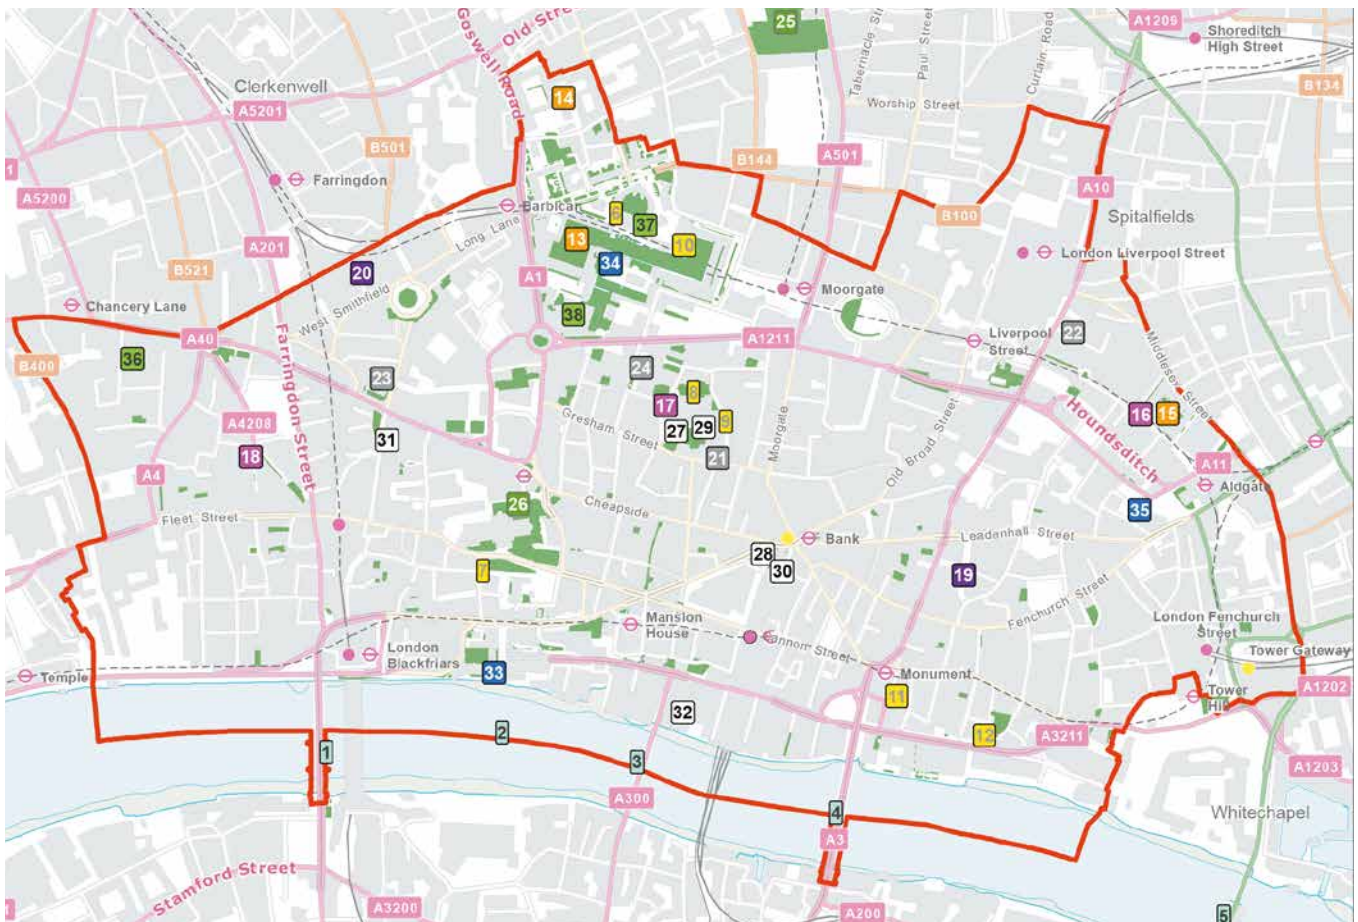 25
A1209
Shoreditch
High Street
Goswell Road
Old Street
Tabernacle Street
Paul Street
Curtain Road
Clerkenwell
14
B134
A5201
Worship Street
B501
B144
A501
Farringdon
A10
A5200
Barbican
6
37
B100
Spitalfields
A201
Long Lane
13
10
London Liverpool Street
B521
20
34
A1
Moorgate
Chancery Lane
West Smithfield
38
22
A40
A1211
Liverpool
Street
36
B400
24
Middlesex Street
23
8
Farringdon Street
17
16
15
A4208
Gresham Street
9
31
27
29
Moorgate
Old Broad Street
Houndsditch
18
21
A4
A11
Aldgate
26
Cheapside
35
Fleet Street
Leadenhall Street
Bank
28
7
30
19
Fenchurch Street
Mansion
House
London Fenchurch
Street
Cannon Street
London
Blackfriars
Tower Gateway
33
Temple
Monument
A1202
11
Tower
Hill
32
12
A3211
2
1
3
A1203
A300
4
Whitechapel
A3
Stamford Street
A3200
A200
5